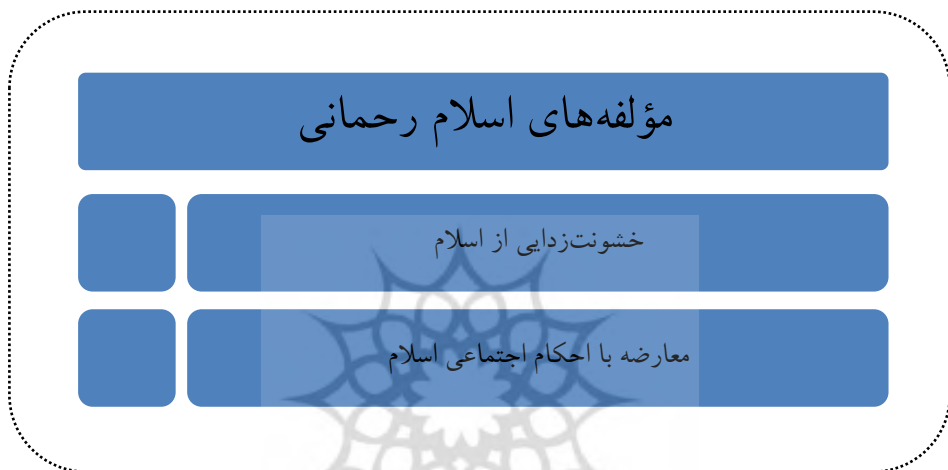 مؤلفه‌های اسلام رحمانی
خشونت‌زدایی از اسلام
معارضه با احکام اجتماعی اسلام